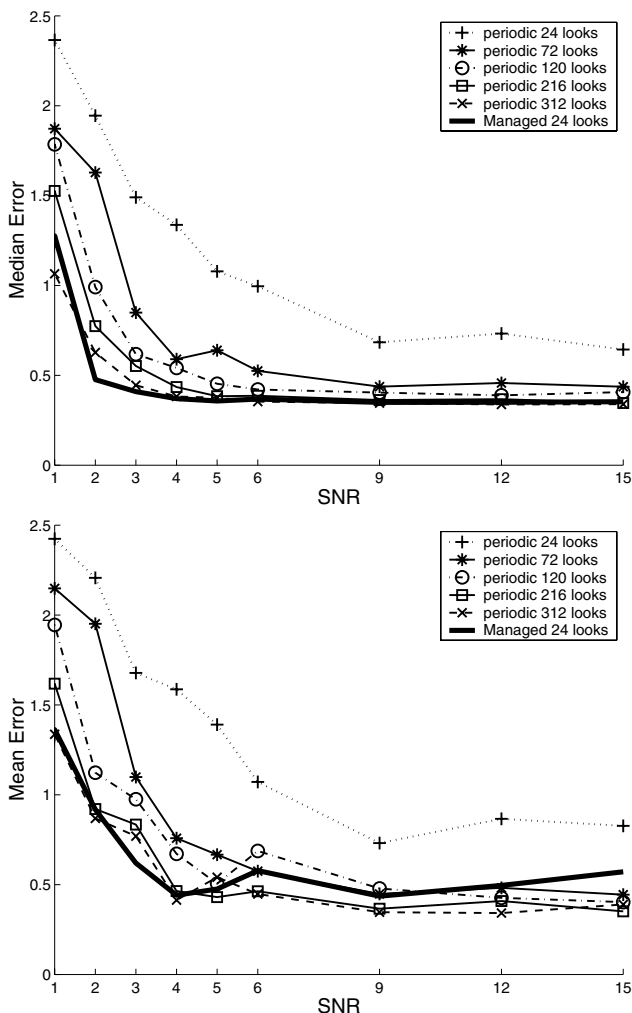 2.5
2
1.5
1
0.5
0
Median Error
periodic 24 looks
periodic 72 looks
periodic 120 looks
periodic 216 looks
periodic 312 looks
Managed 24 looks
1 2 3 4 5 6 9 12 15
SNR
2.5
2
1.5
1
0.5
0
Mean Error
periodic 24 looks
periodic 72 looks
periodic 120 looks
periodic 216 looks
periodic 312 looks
Managed 24 looks
1 2 3 4 5 6 9 12 15
SNR